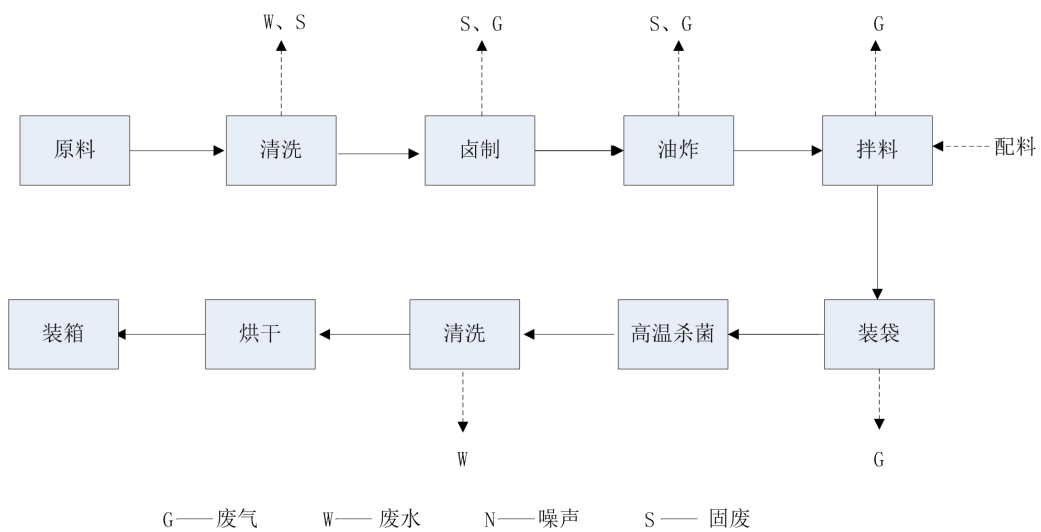 W、S S、G S、G G
原料 清洗 卤制 油炸 拌料 配料
装箱 烘干 清洗 高温杀菌 装袋
W G
G——废气 W——废水 N——噪声 S——固废